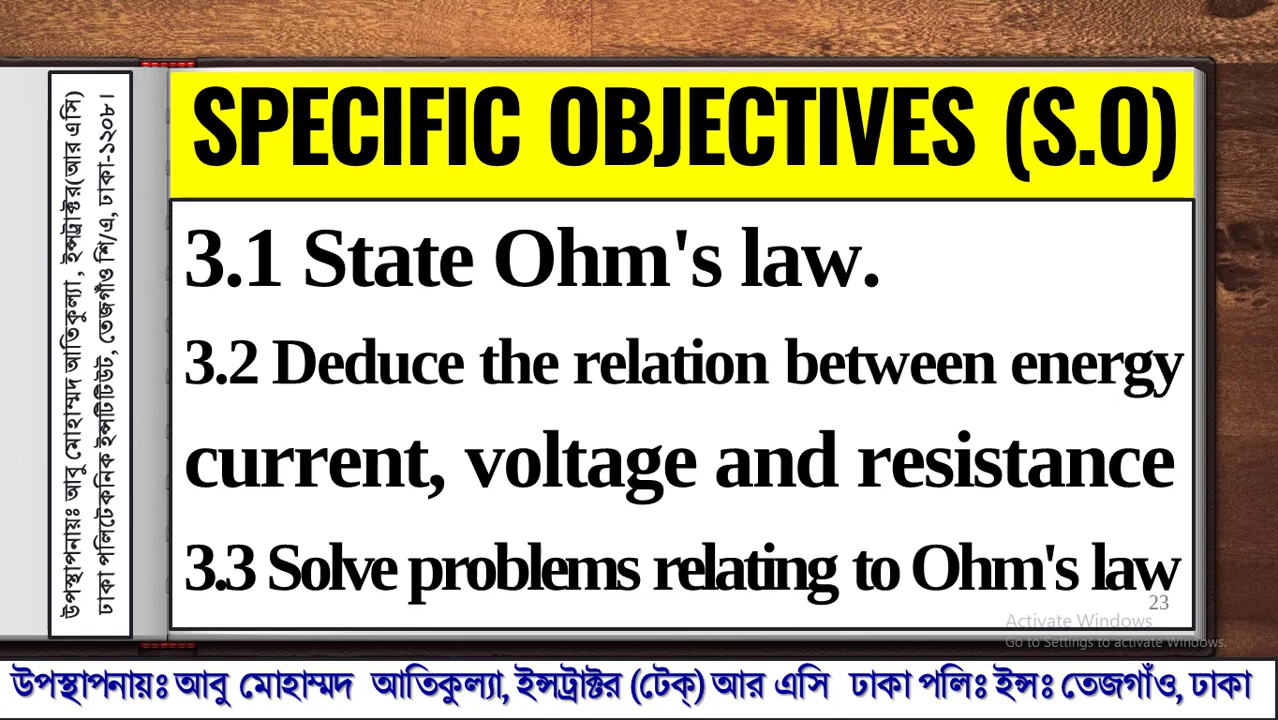 SPECIFIC OBJECTIVES (S.O)
3.1 State Ohm's law.
3.2 Deduce the relation between energy
current, voltage and resistance
3.3 Solve problems relating to Ohm's law
23
Activate Windows
Go to Settings to activate Windows.
উপস্থাপনায়ঃ আবু মোহাম্মদ আতিকুল্যা, ইন্সট্রাক্টর(আর এসি)
ঢাকা পলিটেকনিক ইন্সটিটিউট, তেজগাঁও শি/এ, ঢাকা-১২০৮।
উপস্থাপনায়ঃ আবু মোহাম্মদ আতিকুল্যা, ইন্সট্রাক্টর (টেক্) আর এসি ঢাকা পলিঃ ইন্সঃ তেজগাঁও, ঢাকা